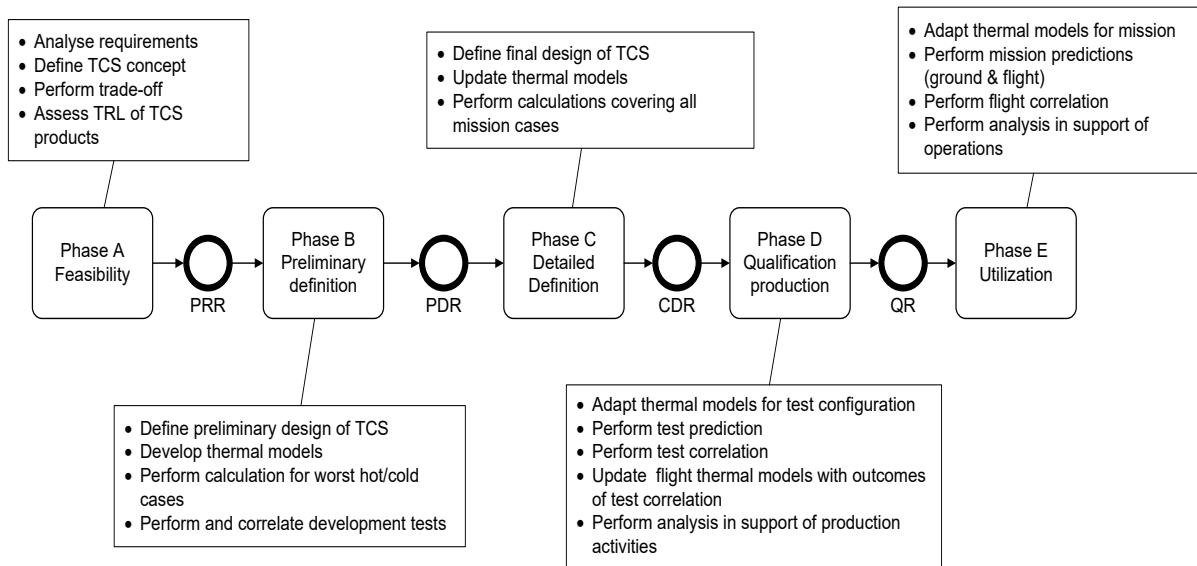 • Analyse requirements
• Define TCS concept
• Perform trade-off
• Assess TRL of TCS
products
• Define final design of TCS
• Update thermal models
• Perform calculations covering all
mission cases
• Adapt thermal models for mission
• Perform mission predictions
(ground & flight)
• Perform flight correlation
• Perform analysis in support of
operations
Phase A
Feasibility
PRR
Phase B
Preliminary
definition
PDR
Phase C
Detailed
Definition
CDR
Phase D
Qualification
production
QR
Phase E
Utilization
• Define preliminary design of TCS
• Develop thermal models
• Perform calculation for worst hot/cold
cases
• Perform and correlate development tests
• Adapt thermal models for test configuration
• Perform test prediction
• Perform test correlation
• Update flight thermal models with outcomes
of test correlation
• Perform analysis in support of production
activities